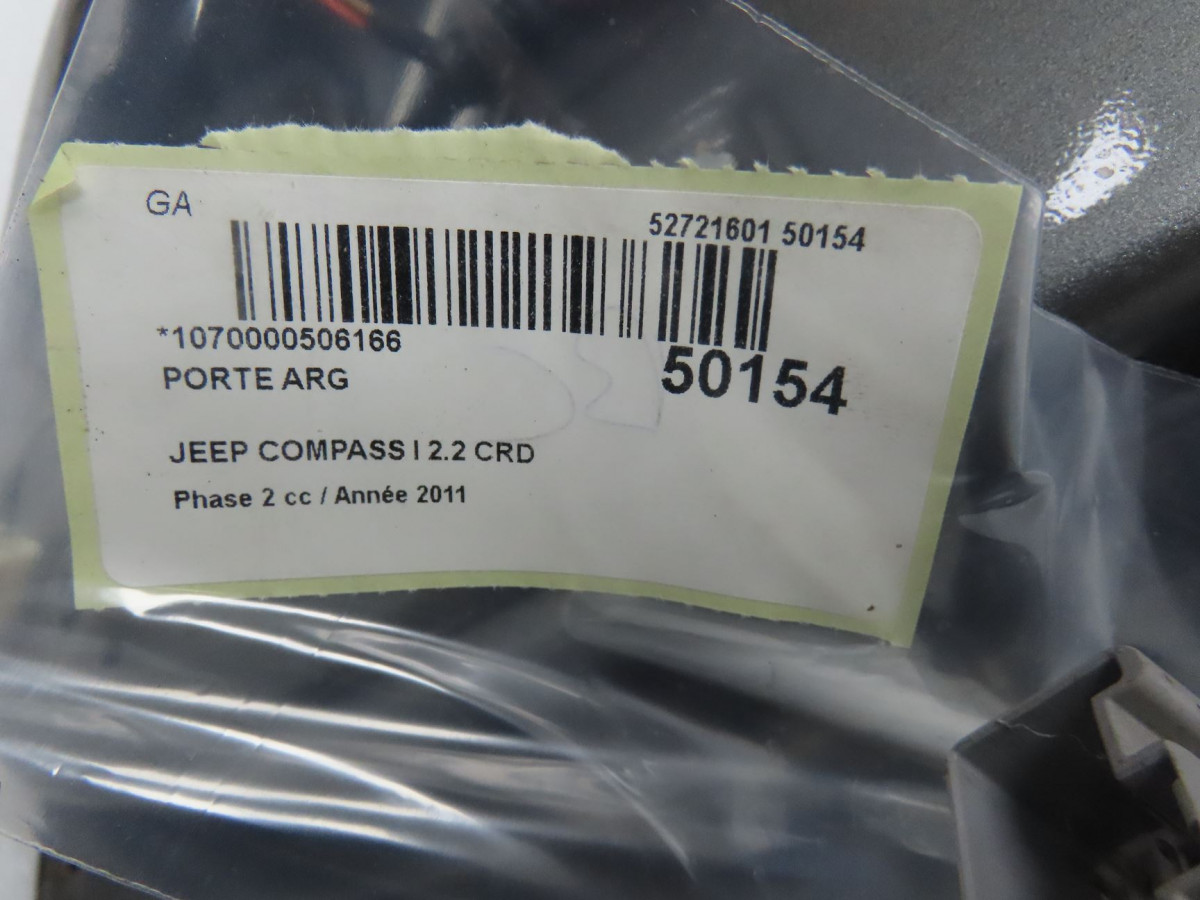 GA
52721601 50154
*1070000506166
50154
PORTE ARG
JEEP COMPASS I 2.2 CRD
Phase 2 cc / Année 2011